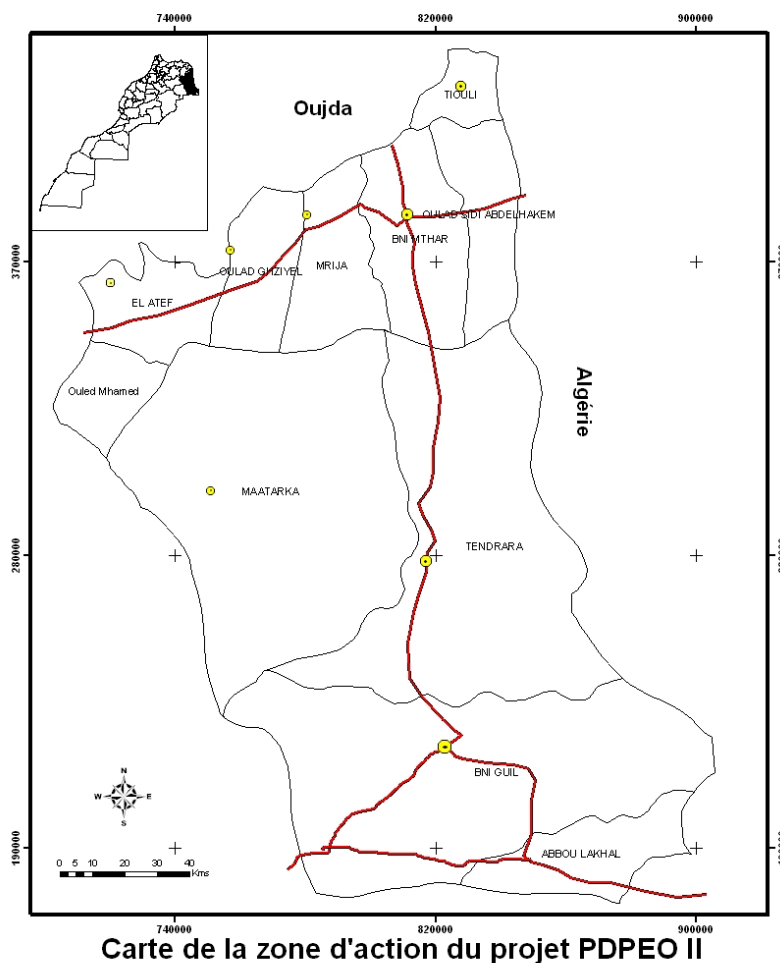 740000 820000 900000
Oujda
TIOULI
OULAD SIDI ABDELHAKEM
BNI MTHAR
370000
MRIJA
OULAD GHZIYEL
EL ATEF
Ouled Mhamed
Algérie
MAATARKA
TENDRARA
280000
BNI GUIL
N
W E
S
190000
ABBOU LAKHAL
0 5 10 20 30 40
Kms
740000 820000 900000
Carte de la zone d'action du projet PDPEO II